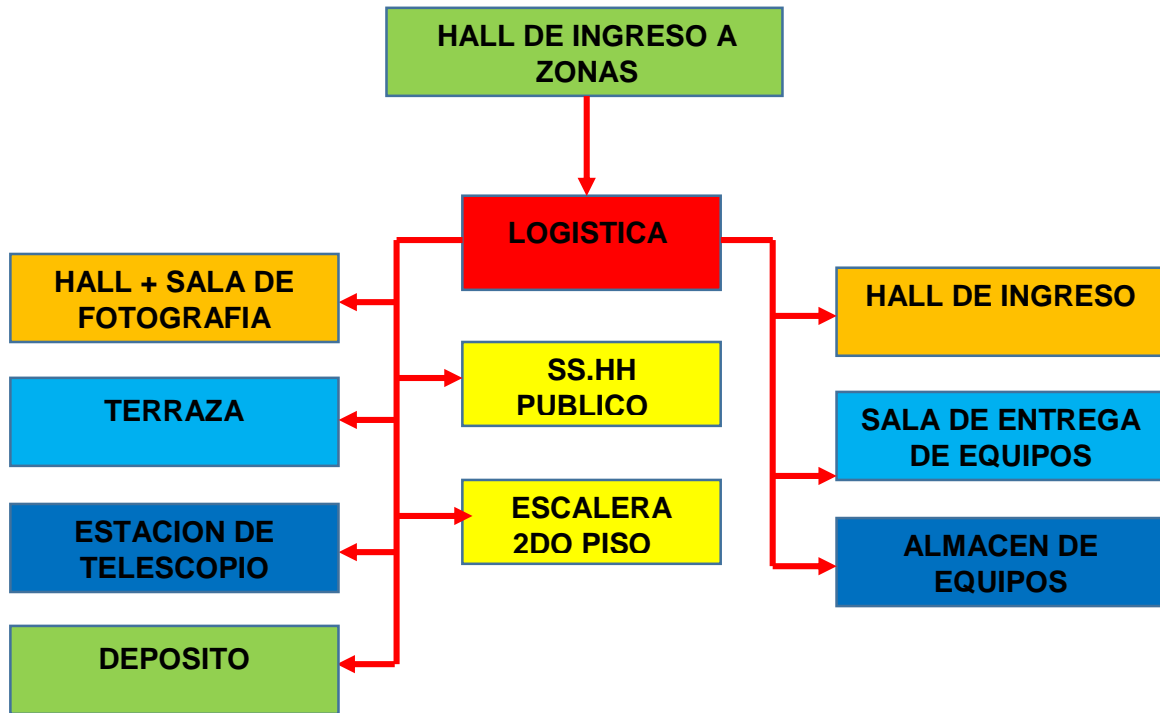 HALL DE INGRESO A
ZONAS
LOGISTICA
HALL + SALA DE
FOTOGRAFIA
TERRAZA
ESTACION DE
TELESCOPIO
DEPOSITO
SS.HH
PUBLICO
ESCALERA
2DO PISO
HALL DE INGRESO
SALA DE ENTREGA
DE EQUIPOS
ALMACEN DE
EQUIPOS